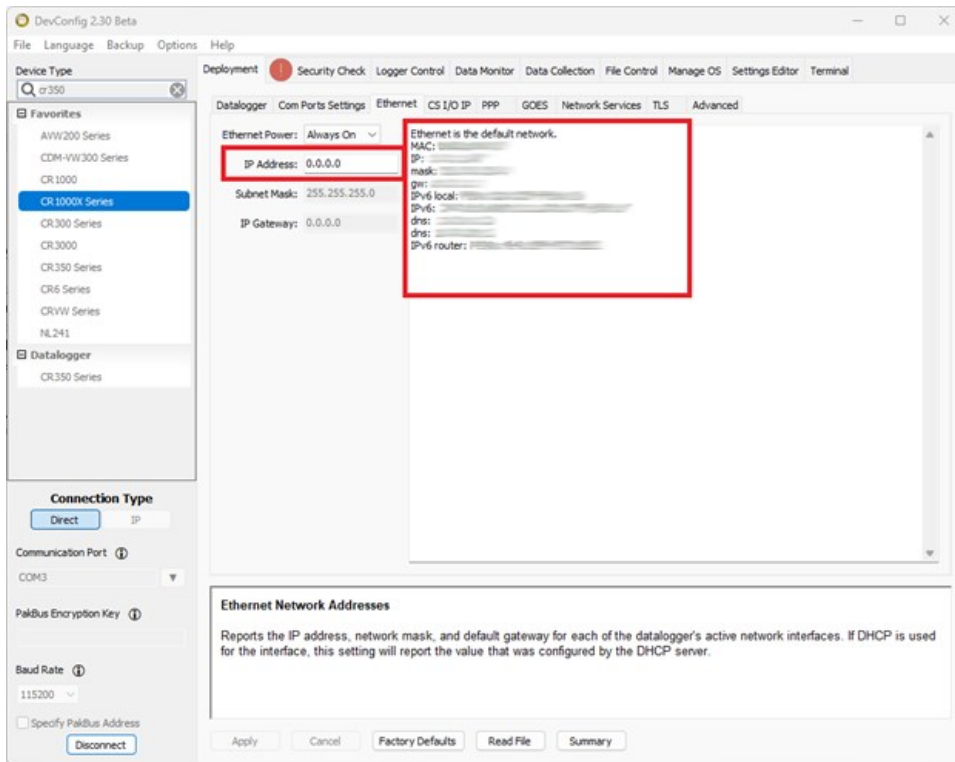 DevConfig 2.30 Beta
File Language Backup Options Help
Device Type
cr350
Favorites
AVW200 Series
CDM-VW300 Series
CR1000
CR1000X Series
CR300 Series
CR3000
CR350 Series
CR6 Series
CRVW Series
NL241
Datalogger
CR350 Series
Connection Type
Direct IP
Communication Port
COM3
PakBus Encryption Key
Baud Rate
115200
Specify PakBus Address
Disconnect
Deployment ! Security Check Logger Control Data Monitor Data Collection File Control Manage OS Settings Editor Terminal
Datalogger Com Ports Settings Ethernet CS I/O IP PPP GOES Network Services TLS Advanced
Ethernet Power: Always On
IP Address: 0.0.0.0
Subnet Mask: 255.255.255.0
IP Gateway: 0.0.0.0
Ethernet is the default network.
MAC:
IP:
mask:
gw:
IPv6 local:
IPv6:
dns:
dns:
IPv6 router:
Ethernet Network Addresses
Reports the IP address, network mask, and default gateway for each of the datalogger's active network interfaces. If DHCP is used
for the interface, this setting will report the value that was configured by the DHCP server.
Apply Cancel Factory Defaults Read File Summary